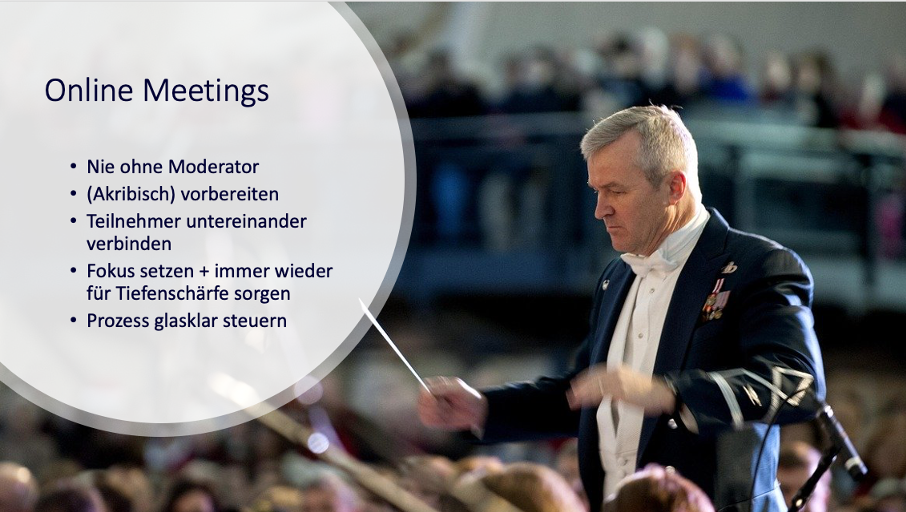 Online Meetings
• Nie ohne Moderator
• (Akribisch) vorbereiten
• Teilnehmer untereinander
verbinden
• Fokus setzen + immer wieder
für Tiefenschärfe sorgen
• Prozess glasklar steuern